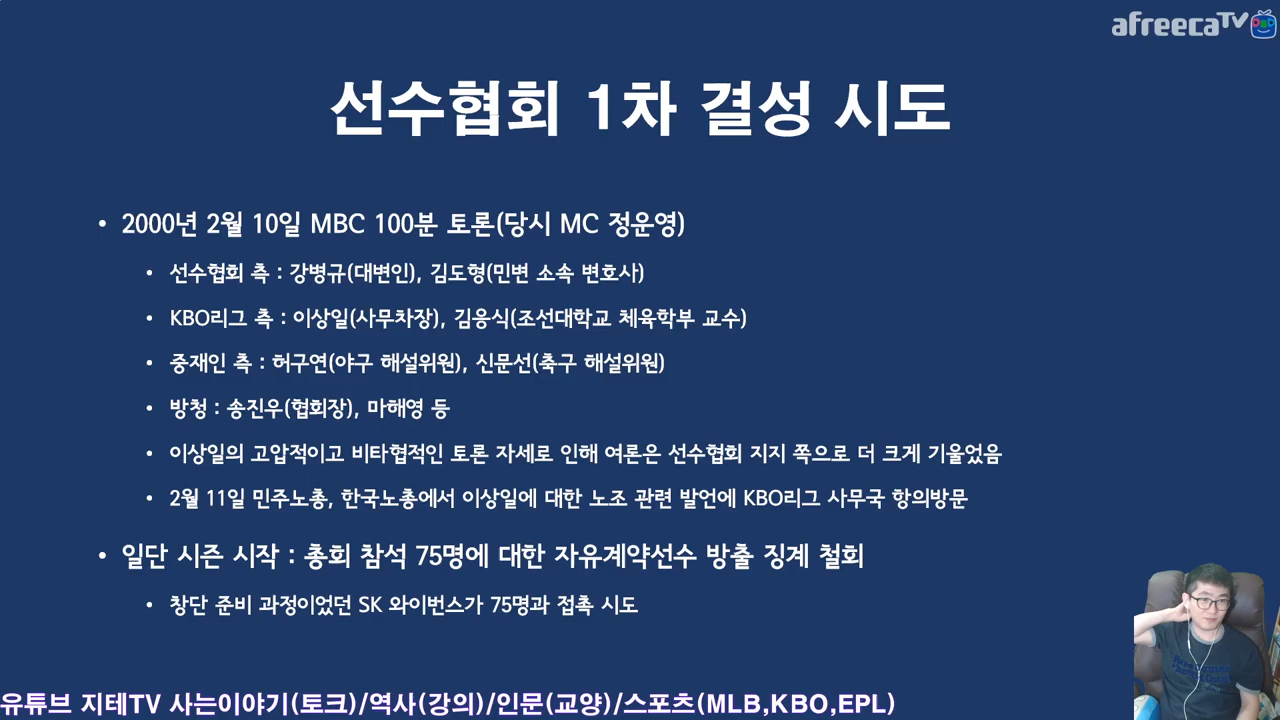 afreecaTV
선수협회 1차 결성 시도
• 2000년 2월 10일 MBC 100분 토론(당시 MC 정운영)
• 선수협회 측 : 강병규(대변인), 김도형(민변 소속 변호사)
• KBO리그 측 : 이상일(사무차장), 김응식(조선대학교 체육학부 교수)
• 중재인 측 : 허구연(야구 해설위원), 신문선(축구 해설위원)
• 방청 : 송진우(협회장), 마해영 등
• 이상일의 고압적이고 비타협적인 토론 자세로 인해 여론은 선수협회 지지 쪽으로 더 크게 기울었음
• 2월 11일 민주노총, 한국노총에서 이상일에 대한 노조 관련 발언에 KBO리그 사무국 항의방문
• 일단 시즌 시작 : 총회 참석 75명에 대한 자유계약선수 방출 징계 철회
• 창단 준비 과정이었던 SK 와이번스가 75명과 접촉 시도
유튜브 지테TV 사는이야기(토크)/역사(강의)/인문(교양)/스포츠(MLB,KBO,EPL)